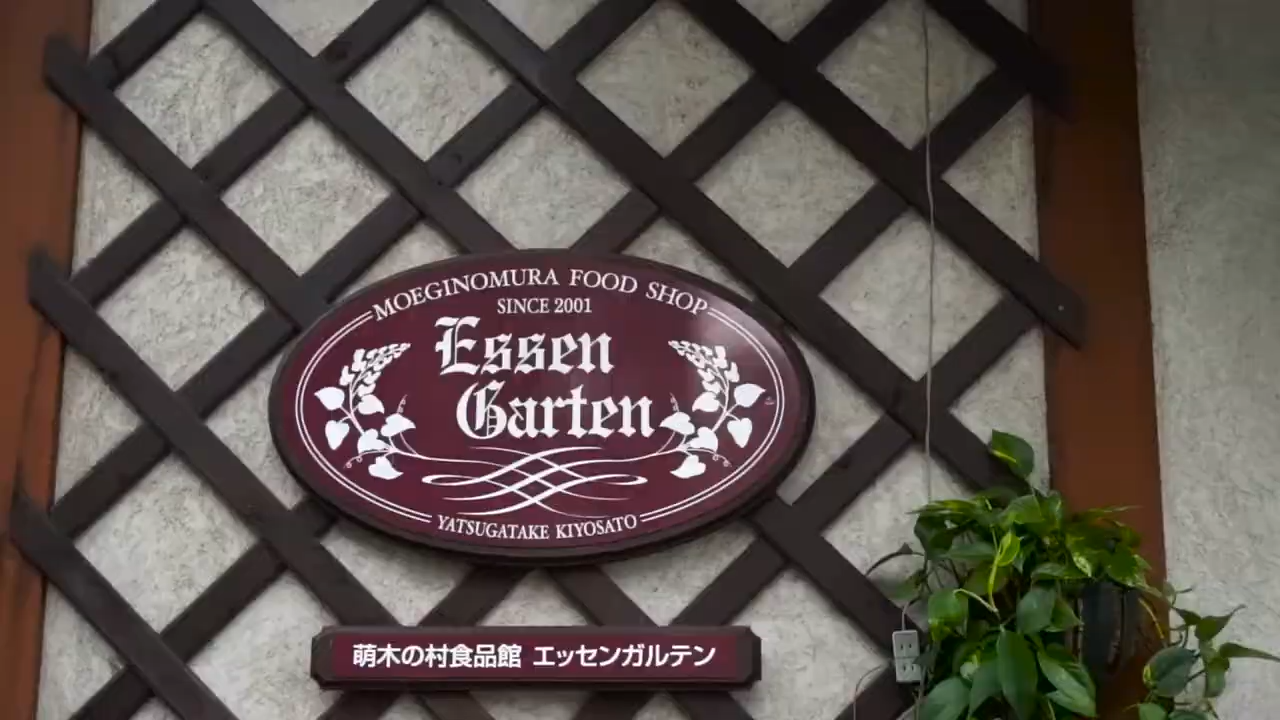 MOEGINOMURA FOOD SHOP
SINCE 2001
Essen
Garten
YATSUGATAKE KIYOSATO
萌木の村食品館 エッセンガルテン